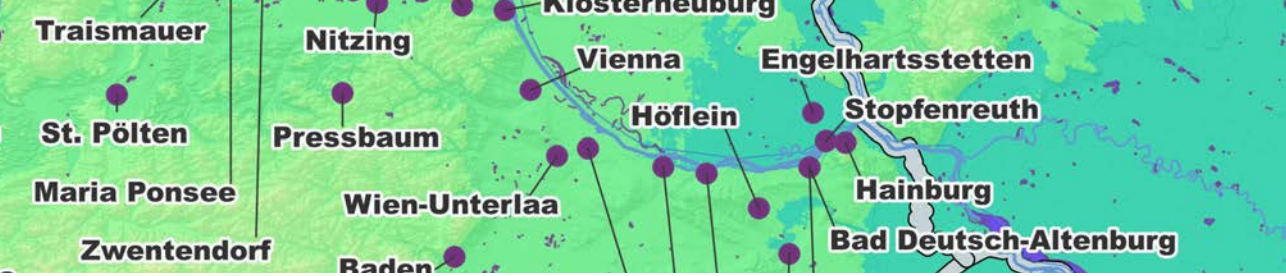 Klosterneuburg
Traismauer
Nitzing
Vienna
Engelhartsstetten
Höflein
Stopfenreuth
St. Pölten
Pressbaum
Maria Ponsee
Wien-Unterlaa
Hainburg
Zwentendorf
Bad Deutsch-Altenburg
Baden